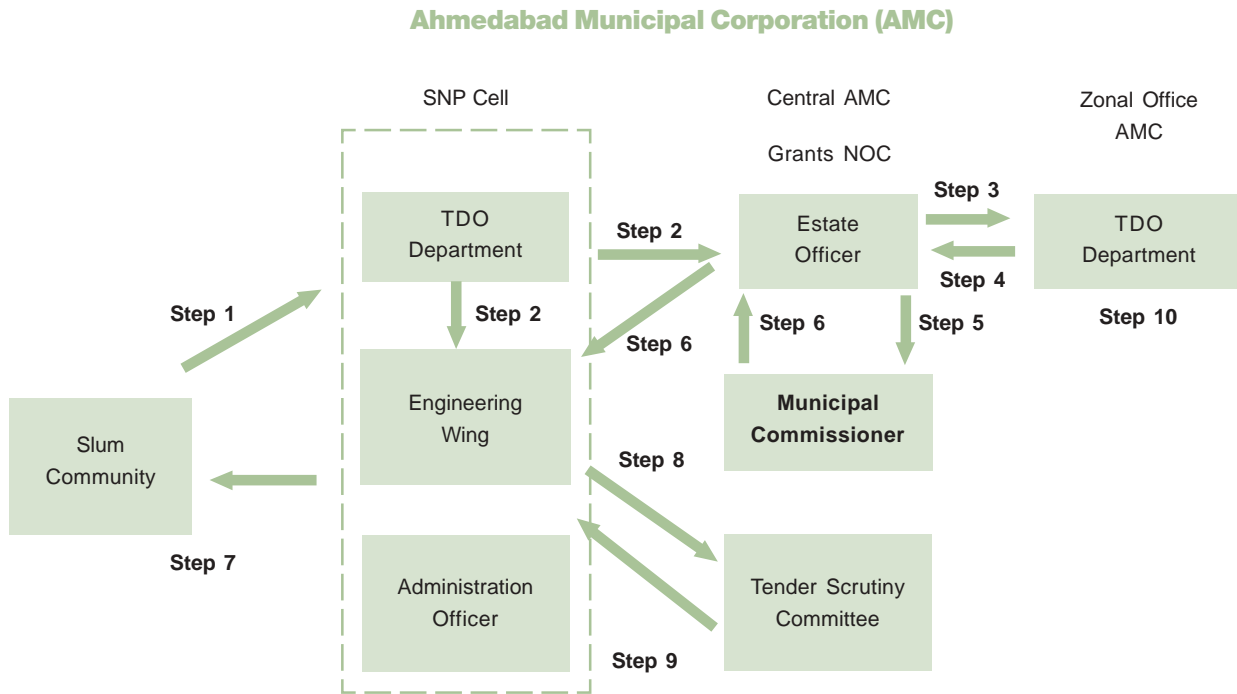 Ahmedabad Municipal Corporation (AMC)
SNP Cell
Central AMC
Grants NOC
Zonal Office
AMC
TDO
Department
Step 2
Estate
Officer
Step 3
Step 4
TDO
Department
Step 10
Step 1
Step 2
Step 6
Step 6
Step 5
Slum
Community
Engineering
Wing
Municipal
Commissioner
Step 8
Step 7
Administration
Officer
Tender Scrutiny
Committee
Step 9